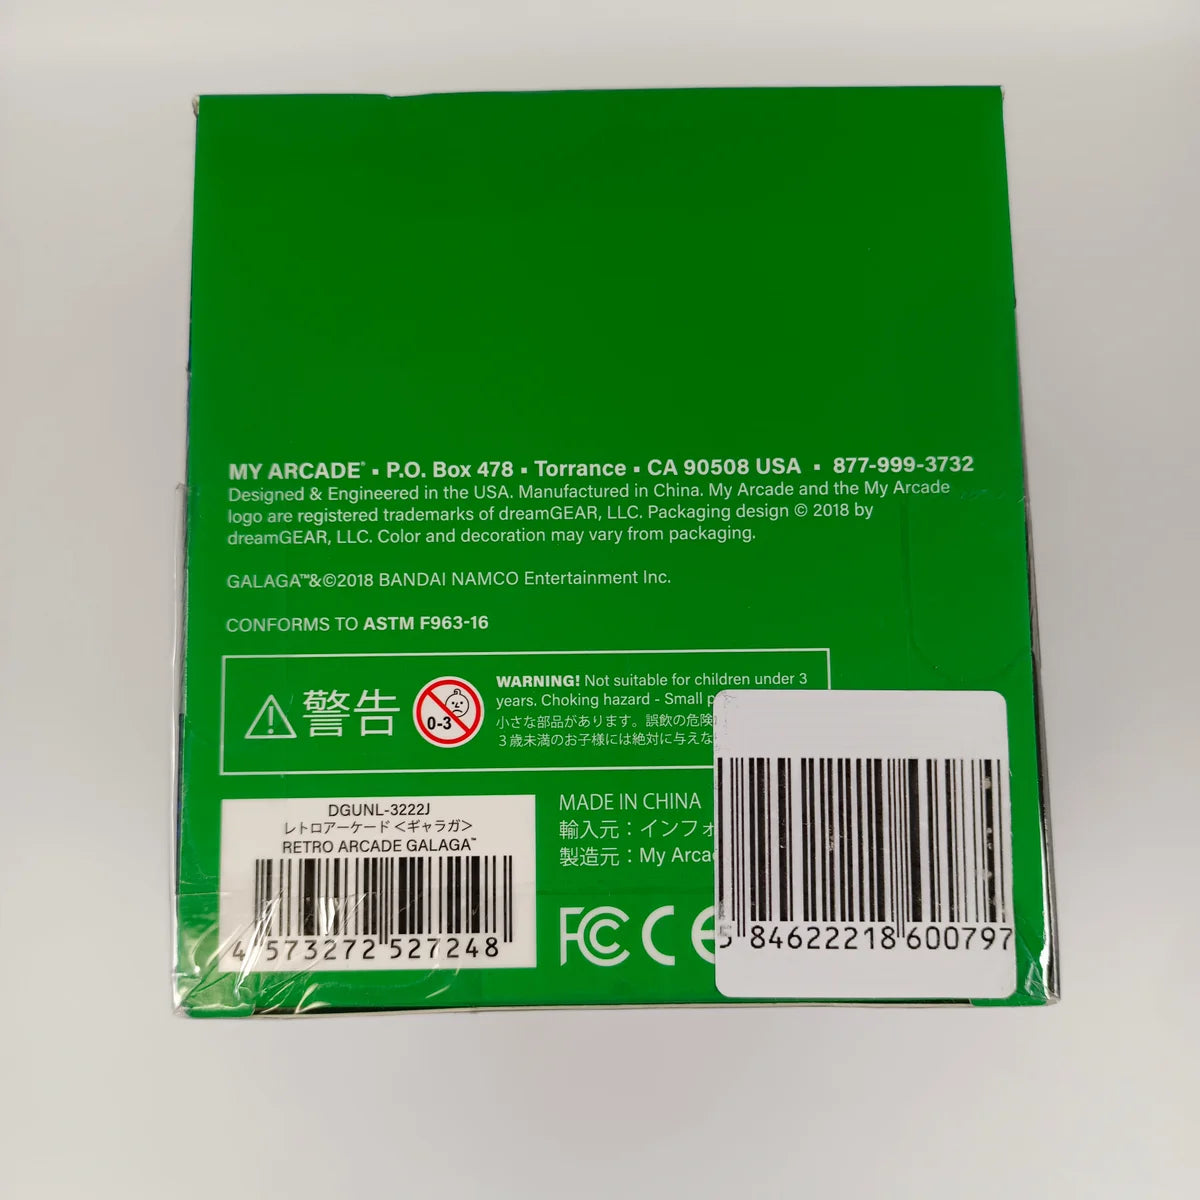 MY ARCADE® ▪ P.O. Box 478 ▪ Torrance ▪ CA 90508 USA ▪ 877-999-3732
Designed & Engineered in the USA. Manufactured in China. My Arcade and the My Arcade
logo are registered trademarks of dreamGEAR, LLC. Packaging design © 2018 by
dreamGEAR, LLC. Color and decoration may vary from packaging.
GALAGA™&©2018 BANDAI NAMCO Entertainment Inc.
CONFORMS TO ASTM F963-16
警告
0-3
WARNING! Not suitable for children under 3
years. Choking hazard - Small
小さな部品があります。誤飲の危険
3歳未満のお子様には絶対に与えな
DGUNL-3222J
レトロアーケード<ギャラガ>
RETRO ARCADE GALAGA™
4 573272 527248
MADE IN CHINA
輸入元：インフォ
製造元：My Arca
FC CE
5 84622218 600797